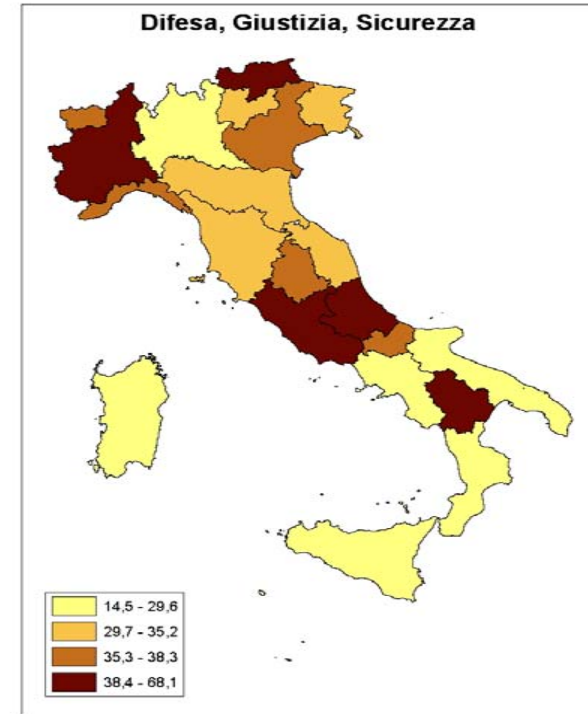 Difesa, Giustizia, Sicurezza
14,5 - 29,6
29,7 - 35,2
35,3 - 38,3
38,4 - 68,1